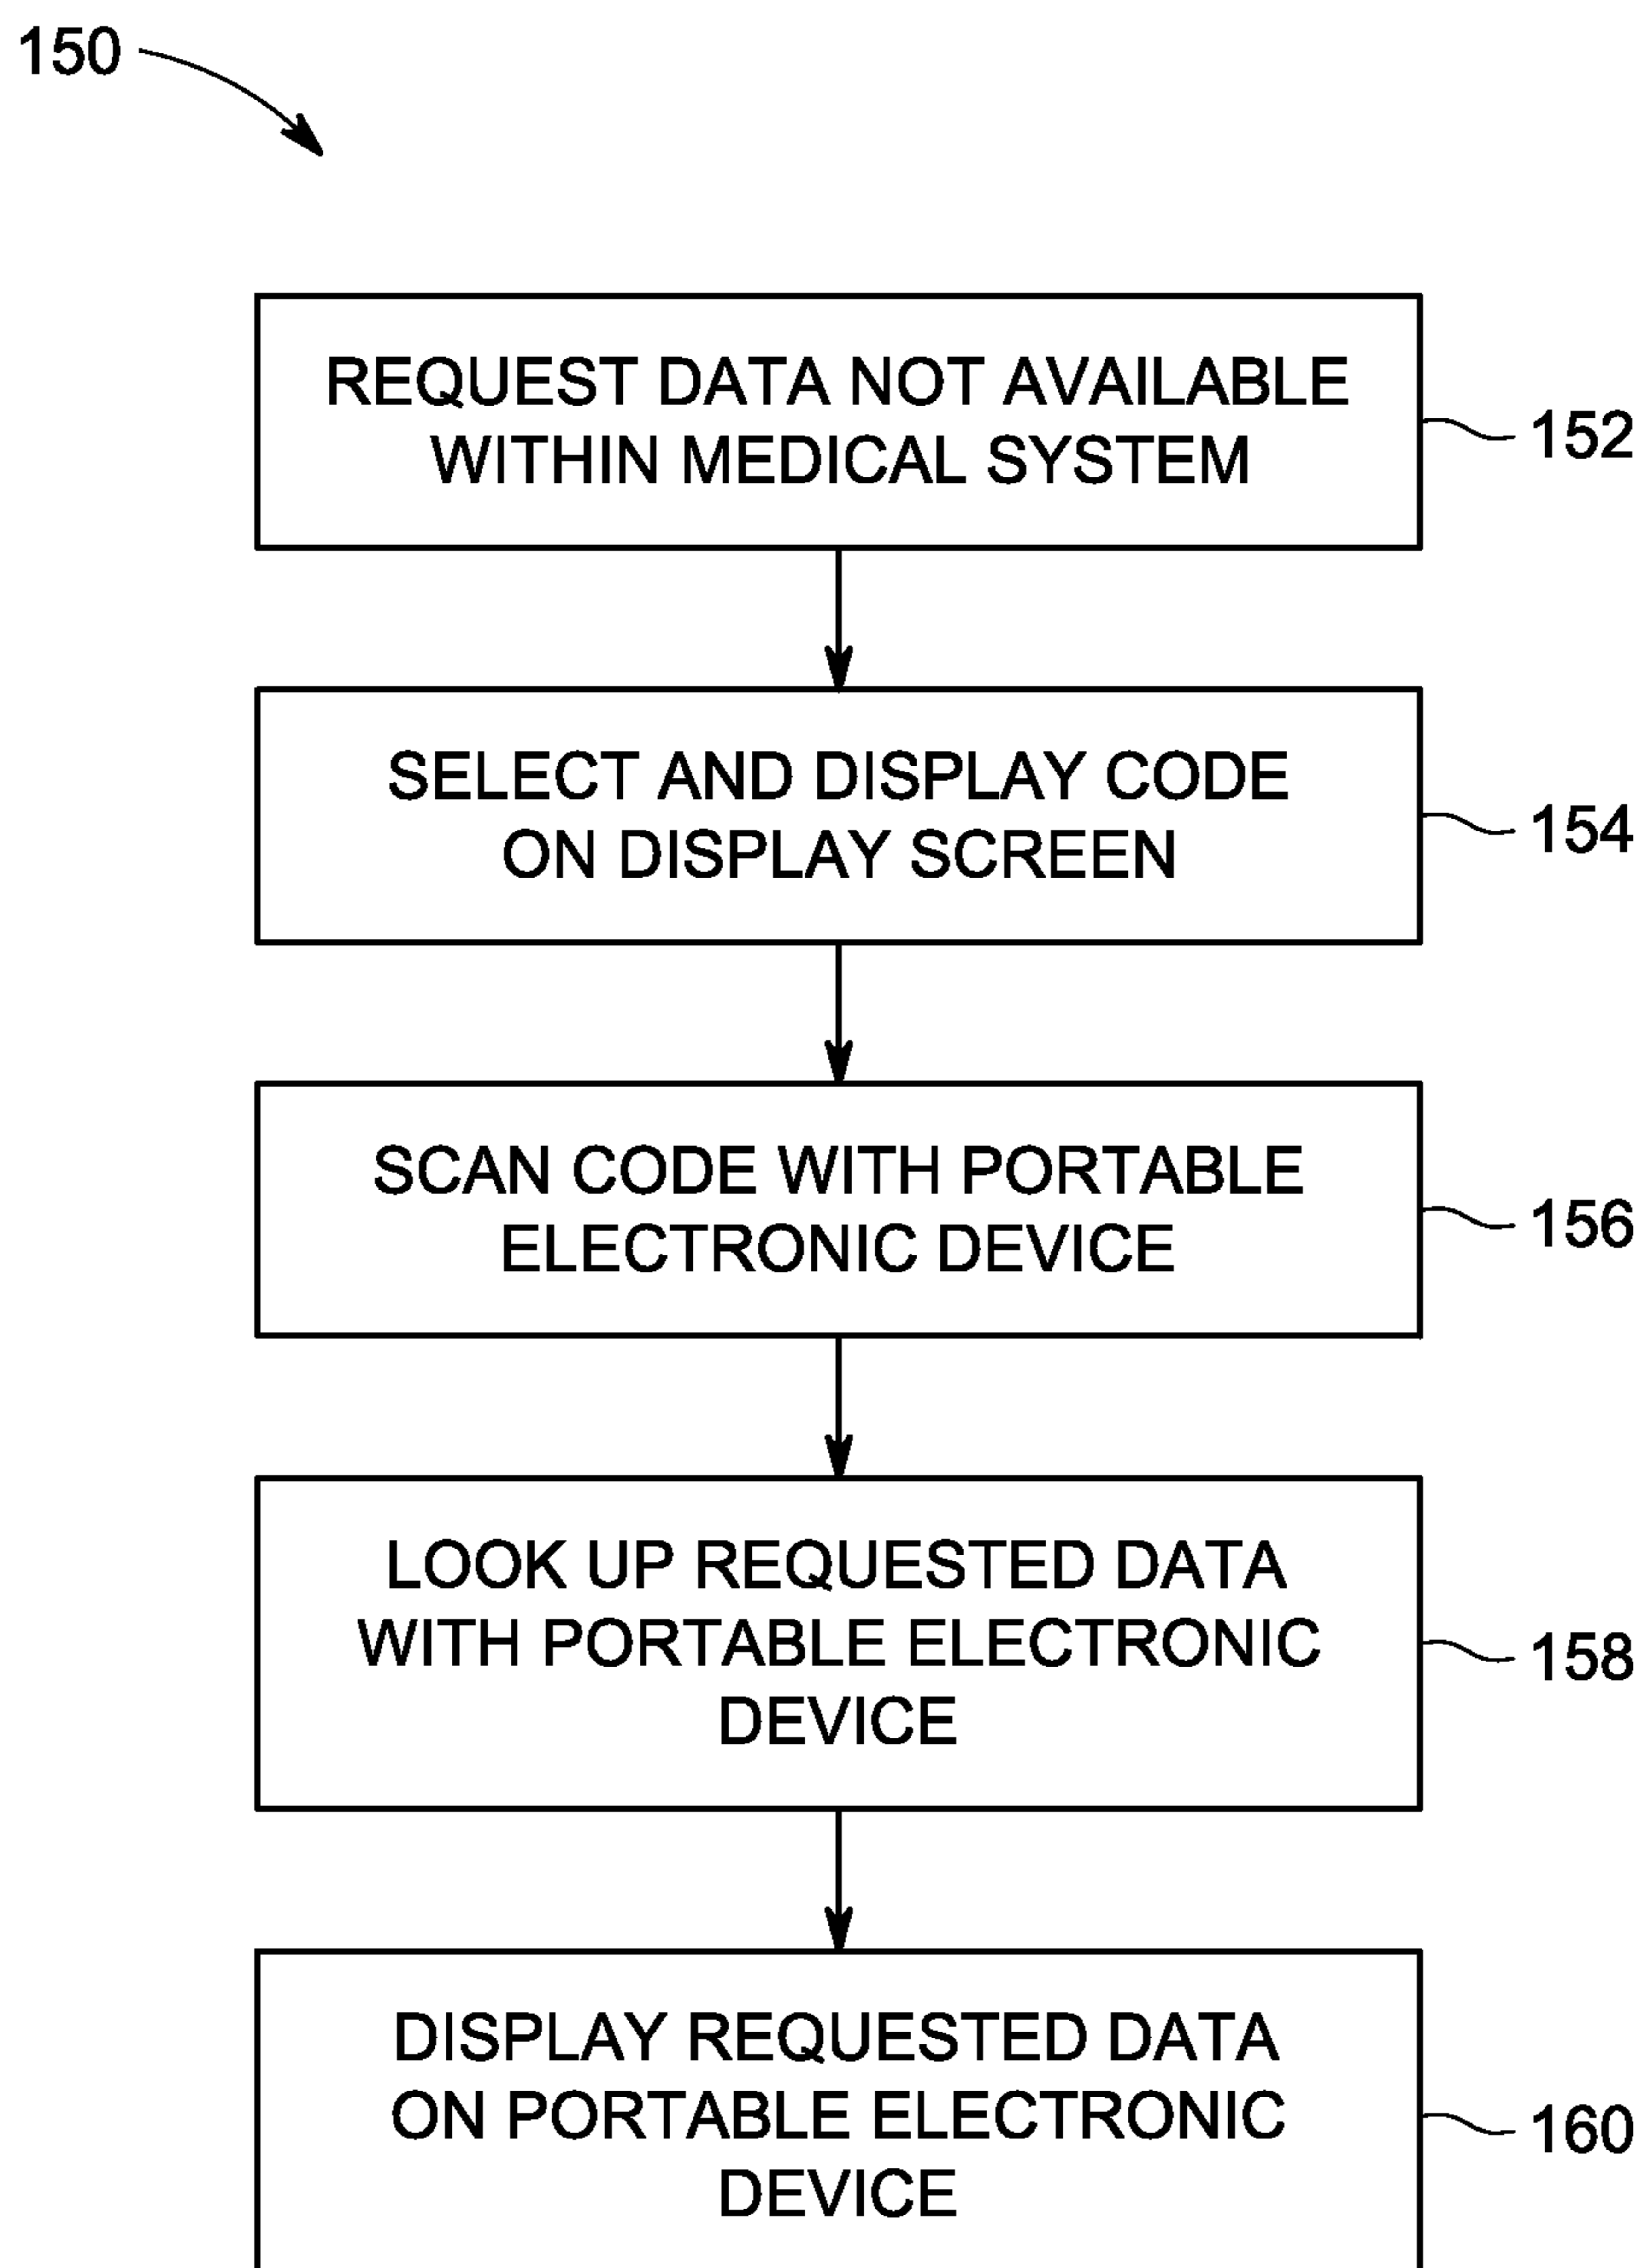 150
REQUEST DATA NOT AVAILABLE
WITHIN MEDICAL SYSTEM
152
SELECT AND DISPLAY CODE
ON DISPLAY SCREEN
154
SCAN CODE WITH PORTABLE
ELECTRONIC DEVICE
156
LOOK UP REQUESTED DATA
WITH PORTABLE ELECTRONIC
DEVICE
158
DISPLAY REQUESTED DATA
ON PORTABLE ELECTRONIC
DEVICE
160